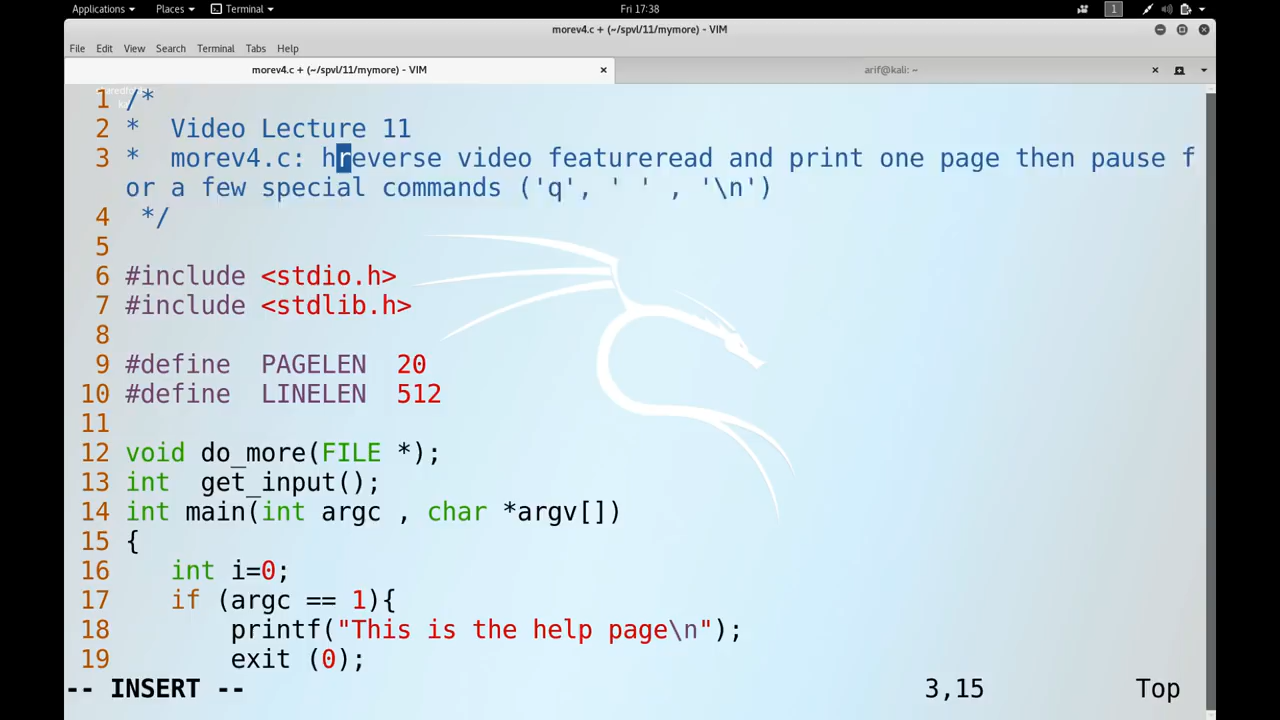 Applications Places Terminal Fri 17:38 1
morev4.c + (~/spvl/11/mymore) - VIM
File Edit View Search Terminal Tabs Help
morev4.c + (~/spvl/11/mymore) - VIM arif@kali: ~
1 /*
2 * Video Lecture 11
3 * morev4.c: hreverse video featureread and print one page then pause f
or a few special commands ('q', ' ' , '\n')
4 */
5
6 #include <stdio.h>
7 #include <stdlib.h>
8
9 #define PAGELEN 20
10 #define LINELEN 512
11
12 void do_more(FILE *);
13 int get_input();
14 int main(int argc , char *argv[])
15 {
16 int i=0;
17 if (argc == 1){
18 printf("This is the help page\n");
19 exit (0);
-- INSERT -- 3,15 Top